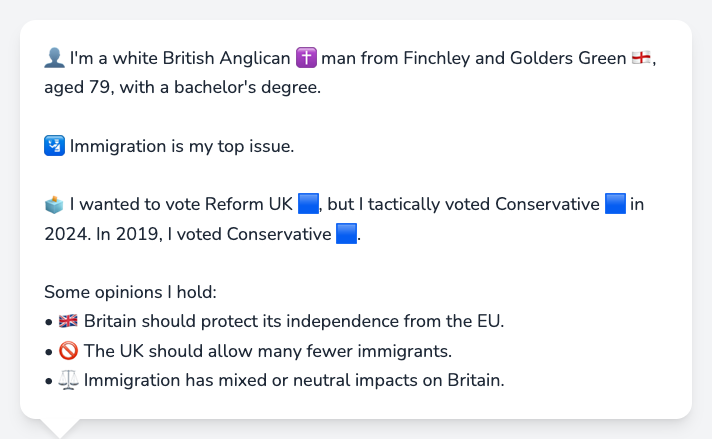 👤 I'm a white British Anglican ✝️ man from Finchley and Golders Green 🏴󠁧󠁢󠁥󠁮󠁧󠁿,
aged 79, with a bachelor's degree.
🛂 Immigration is my top issue.
🗳️ I wanted to vote Reform UK 🟦, but I tactically voted Conservative 🟦 in
2024. In 2019, I voted Conservative 🟦.
Some opinions I hold:
• 🇬🇧 Britain should protect its independence from the EU.
• 🚫 The UK should allow many fewer immigrants.
• ⚖️ Immigration has mixed or neutral impacts on Britain.